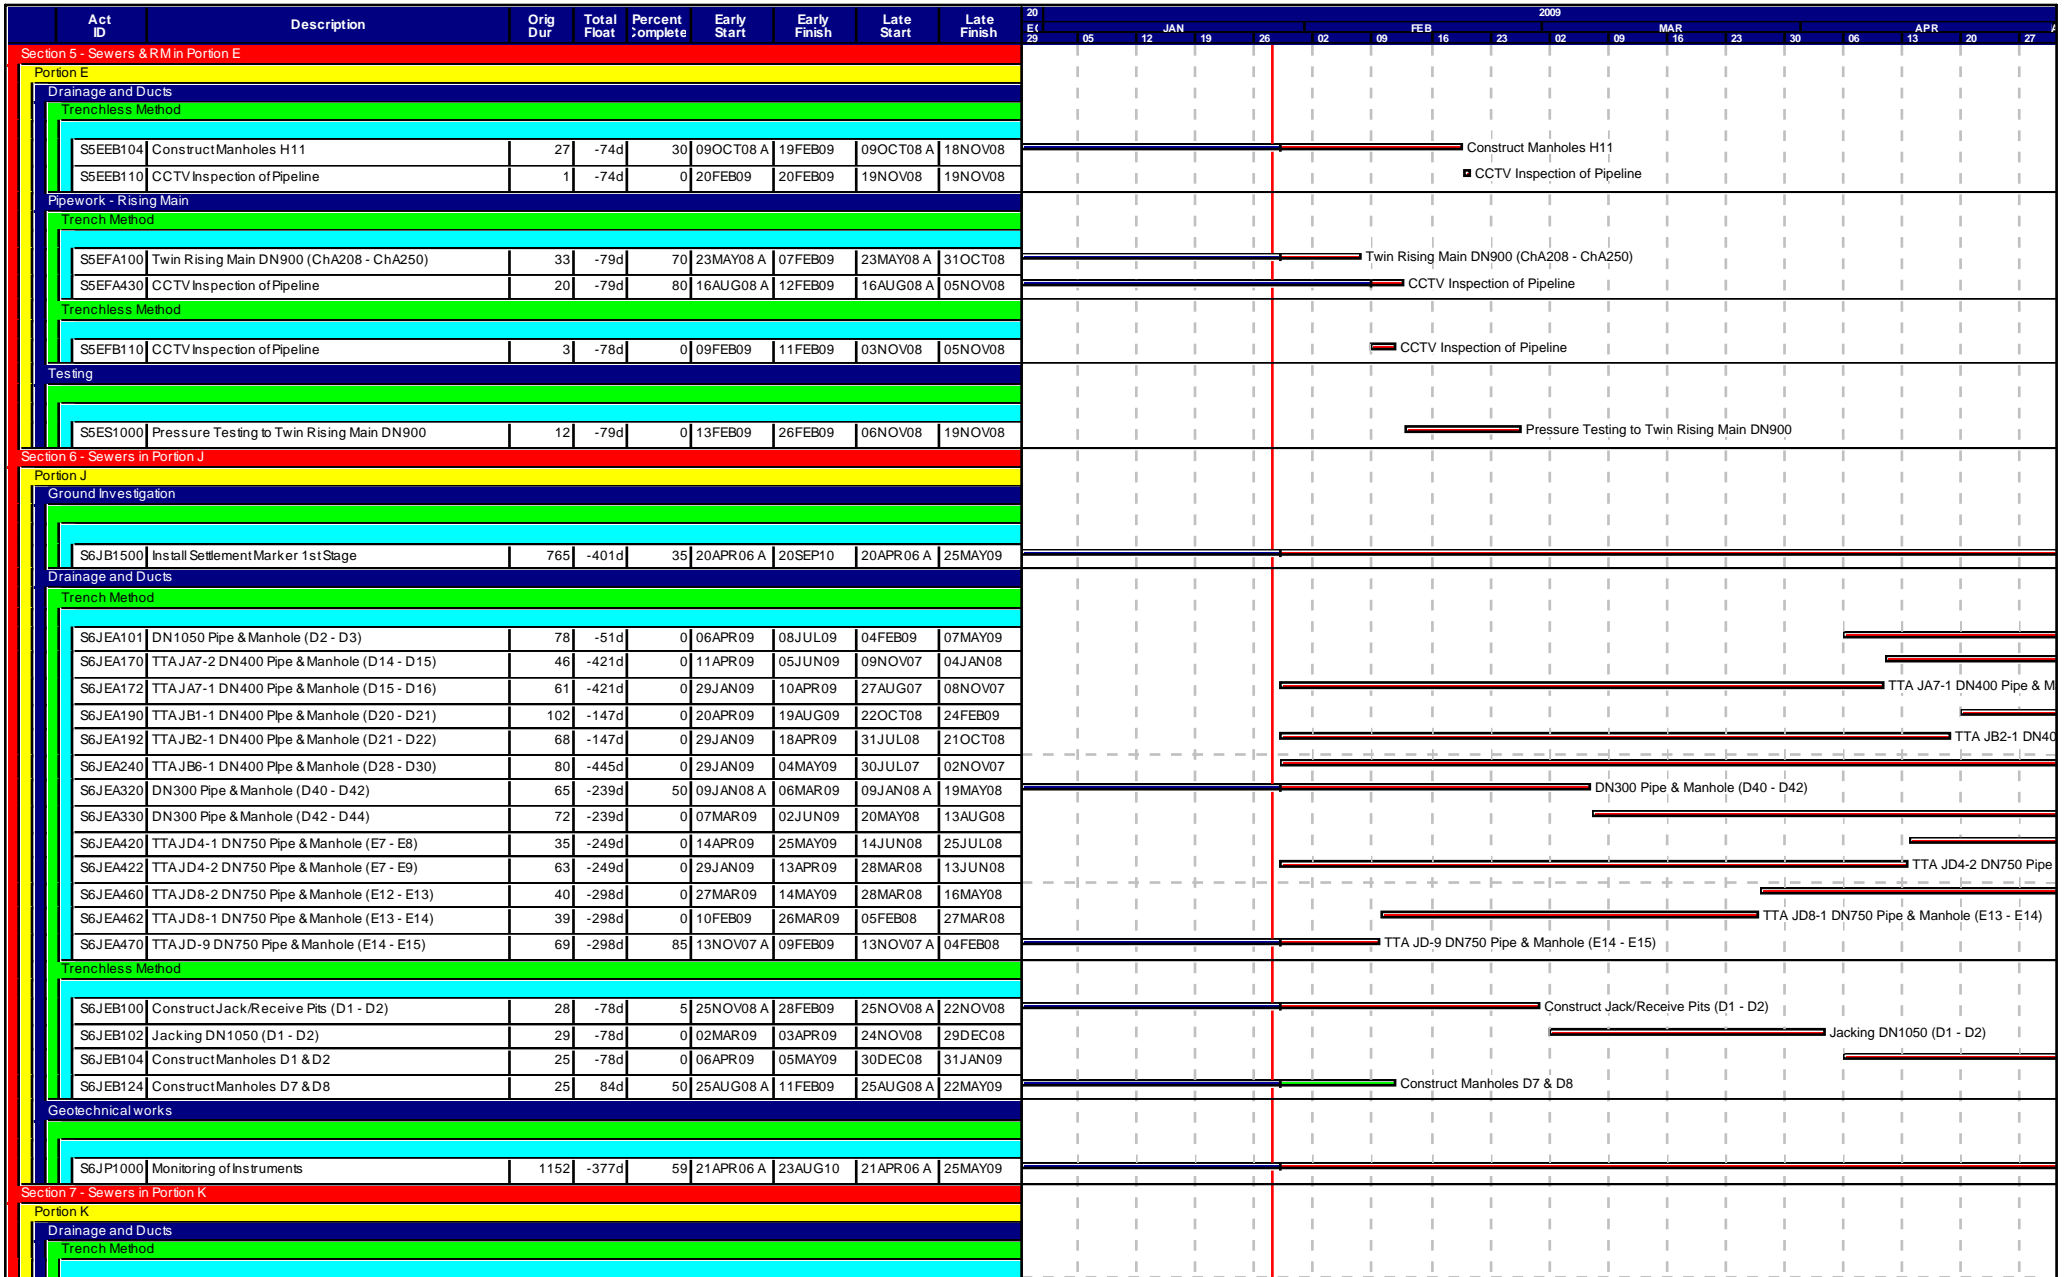 Act ID Description Orig Dur Total Float Percent Complete Early Start Early Finish Late Start Late Finish
20 2009
JAN FEB MAR APR
29 05 12 19 26 02 09 16 23 02 09 16 23 30 06 13 20 27
Section 5 - Sewers & RM in Portion E
Portion E
Drainage and Ducts
Trenchless Method
S5EEB104 Construct Manholes H11 27 -74d 30 09OCT08 A 19FEB09 09OCT08 A 18NOV08 Construct Manholes H11
S5EEB110 CCTV Inspection of Pipeline 1 -74d 0 20FEB09 20FEB09 19NOV08 19NOV08 CCTV Inspection of Pipeline
Pipework - Rising Main
Trench Method
S5EFA100 Twin Rising Main DN900 (ChA208 - ChA250) 33 -79d 70 23MAY08 A 07FEB09 23MAY08 A 31OCT08 Twin Rising Main DN900 (ChA208 - ChA250)
S5EFA430 CCTV Inspection of Pipeline 20 -79d 80 16AUG08 A 12FEB09 16AUG08 A 05NOV08 CCTV Inspection of Pipeline
Trenchless Method
S5EFB110 CCTV Inspection of Pipeline 3 -78d 0 09FEB09 11FEB09 03NOV08 05NOV08 CCTV Inspection of Pipeline
Testing
S5ES1000 Pressure Testing to Twin Rising Main DN900 12 -79d 0 13FEB09 26FEB09 06NOV08 19NOV08 Pressure Testing to Twin Rising Main DN900
Section 6 - Sewers in Portion J
Portion J
Ground Investigation
S6JB1500 Install Settlement Marker 1st Stage 765 -401d 35 20APR06 A 20SEP10 20APR06 A 25MAY09
Drainage and Ducts
Trench Method
S6JEA101 DN1050 Pipe & Manhole (D2 - D3) 78 -51d 0 06APR09 08JUL09 04FEB09 07MAY09
S6JEA170 TTA JA7-2 DN400 Pipe & Manhole (D14 - D15) 46 -421d 0 11APR09 05JUN09 09NOV07 04JAN08
S6JEA172 TTA JA7-1 DN400 Pipe & Manhole (D15 - D16) 61 -421d 0 29JAN09 10APR09 27AUG07 08NOV07 TTA JA7-1 DN400 Pipe & M
S6JEA190 TTA JB1-1 DN400 PIpe & Manhole (D20 - D21) 102 -147d 0 20APR09 19AUG09 22OCT08 24FEB09
S6JEA192 TTA JB2-1 DN400 PIpe & Manhole (D21 - D22) 68 -147d 0 29JAN09 18APR09 31JUL08 21OCT08 TTA JB2-1 DN40
S6JEA240 TTA JB6-1 DN400 Pipe & Manhole (D28 - D30) 80 -445d 0 29JAN09 04MAY09 30JUL07 02NOV07
S6JEA320 DN300 Pipe & Manhole (D40 - D42) 65 -239d 50 09JAN08 A 06MAR09 09JAN08 A 19MAY08 DN300 Pipe & Manhole (D40 - D42)
S6JEA330 DN300 Pipe & Manhole (D42 - D44) 72 -239d 0 07MAR09 02JUN09 20MAY08 13AUG08
S6JEA420 TTA JD4-1 DN750 Pipe & Manhole (E7 - E8) 35 -249d 0 14APR09 25MAY09 14JUN08 25JUL08
S6JEA422 TTA JD4-2 DN750 Pipe & Manhole (E7 - E9) 63 -249d 0 29JAN09 13APR09 28MAR08 13JUN08 TTA JD4-2 DN750 Pipe
S6JEA460 TTA JD8-2 DN750 Pipe & Manhole (E12 - E13) 40 -298d 0 27MAR09 14MAY09 28MAR08 16MAY08
S6JEA462 TTA JD8-1 DN750 Pipe & Manhole (E13 - E14) 39 -298d 0 10FEB09 26MAR09 05FEB08 27MAR08 TTA JD8-1 DN750 Pipe & Manhole (E13 - E14)
S6JEA470 TTA JD-9 DN750 Pipe & Manhole (E14 - E15) 69 -298d 85 13NOV07 A 09FEB09 13NOV07 A 04FEB08 TTA JD-9 DN750 Pipe & Manhole (E14 - E15)
Trenchless Method
S6JEB100 Construct Jack/Receive Pits (D1 - D2) 28 -78d 5 25NOV08 A 28FEB09 25NOV08 A 22NOV08 Construct Jack/Receive Pits (D1 - D2)
S6JEB102 Jacking DN1050 (D1 - D2) 29 -78d 0 02MAR09 03APR09 24NOV08 29DEC08 Jacking DN1050 (D1 - D2)
S6JEB104 Construct Manholes D1 & D2 25 -78d 0 06APR09 05MAY09 30DEC08 31JAN09
S6JEB124 Construct Manholes D7 & D8 25 84d 50 25AUG08 A 11FEB09 25AUG08 A 22MAY09 Construct Manholes D7 & D8
Geotechnical works
S6JP1000 Monitoring of Instruments 1152 -377d 59 21APR06 A 23AUG10 21APR06 A 25MAY09
Section 7 - Sewers in Portion K
Portion K
Drainage and Ducts
Trench Method